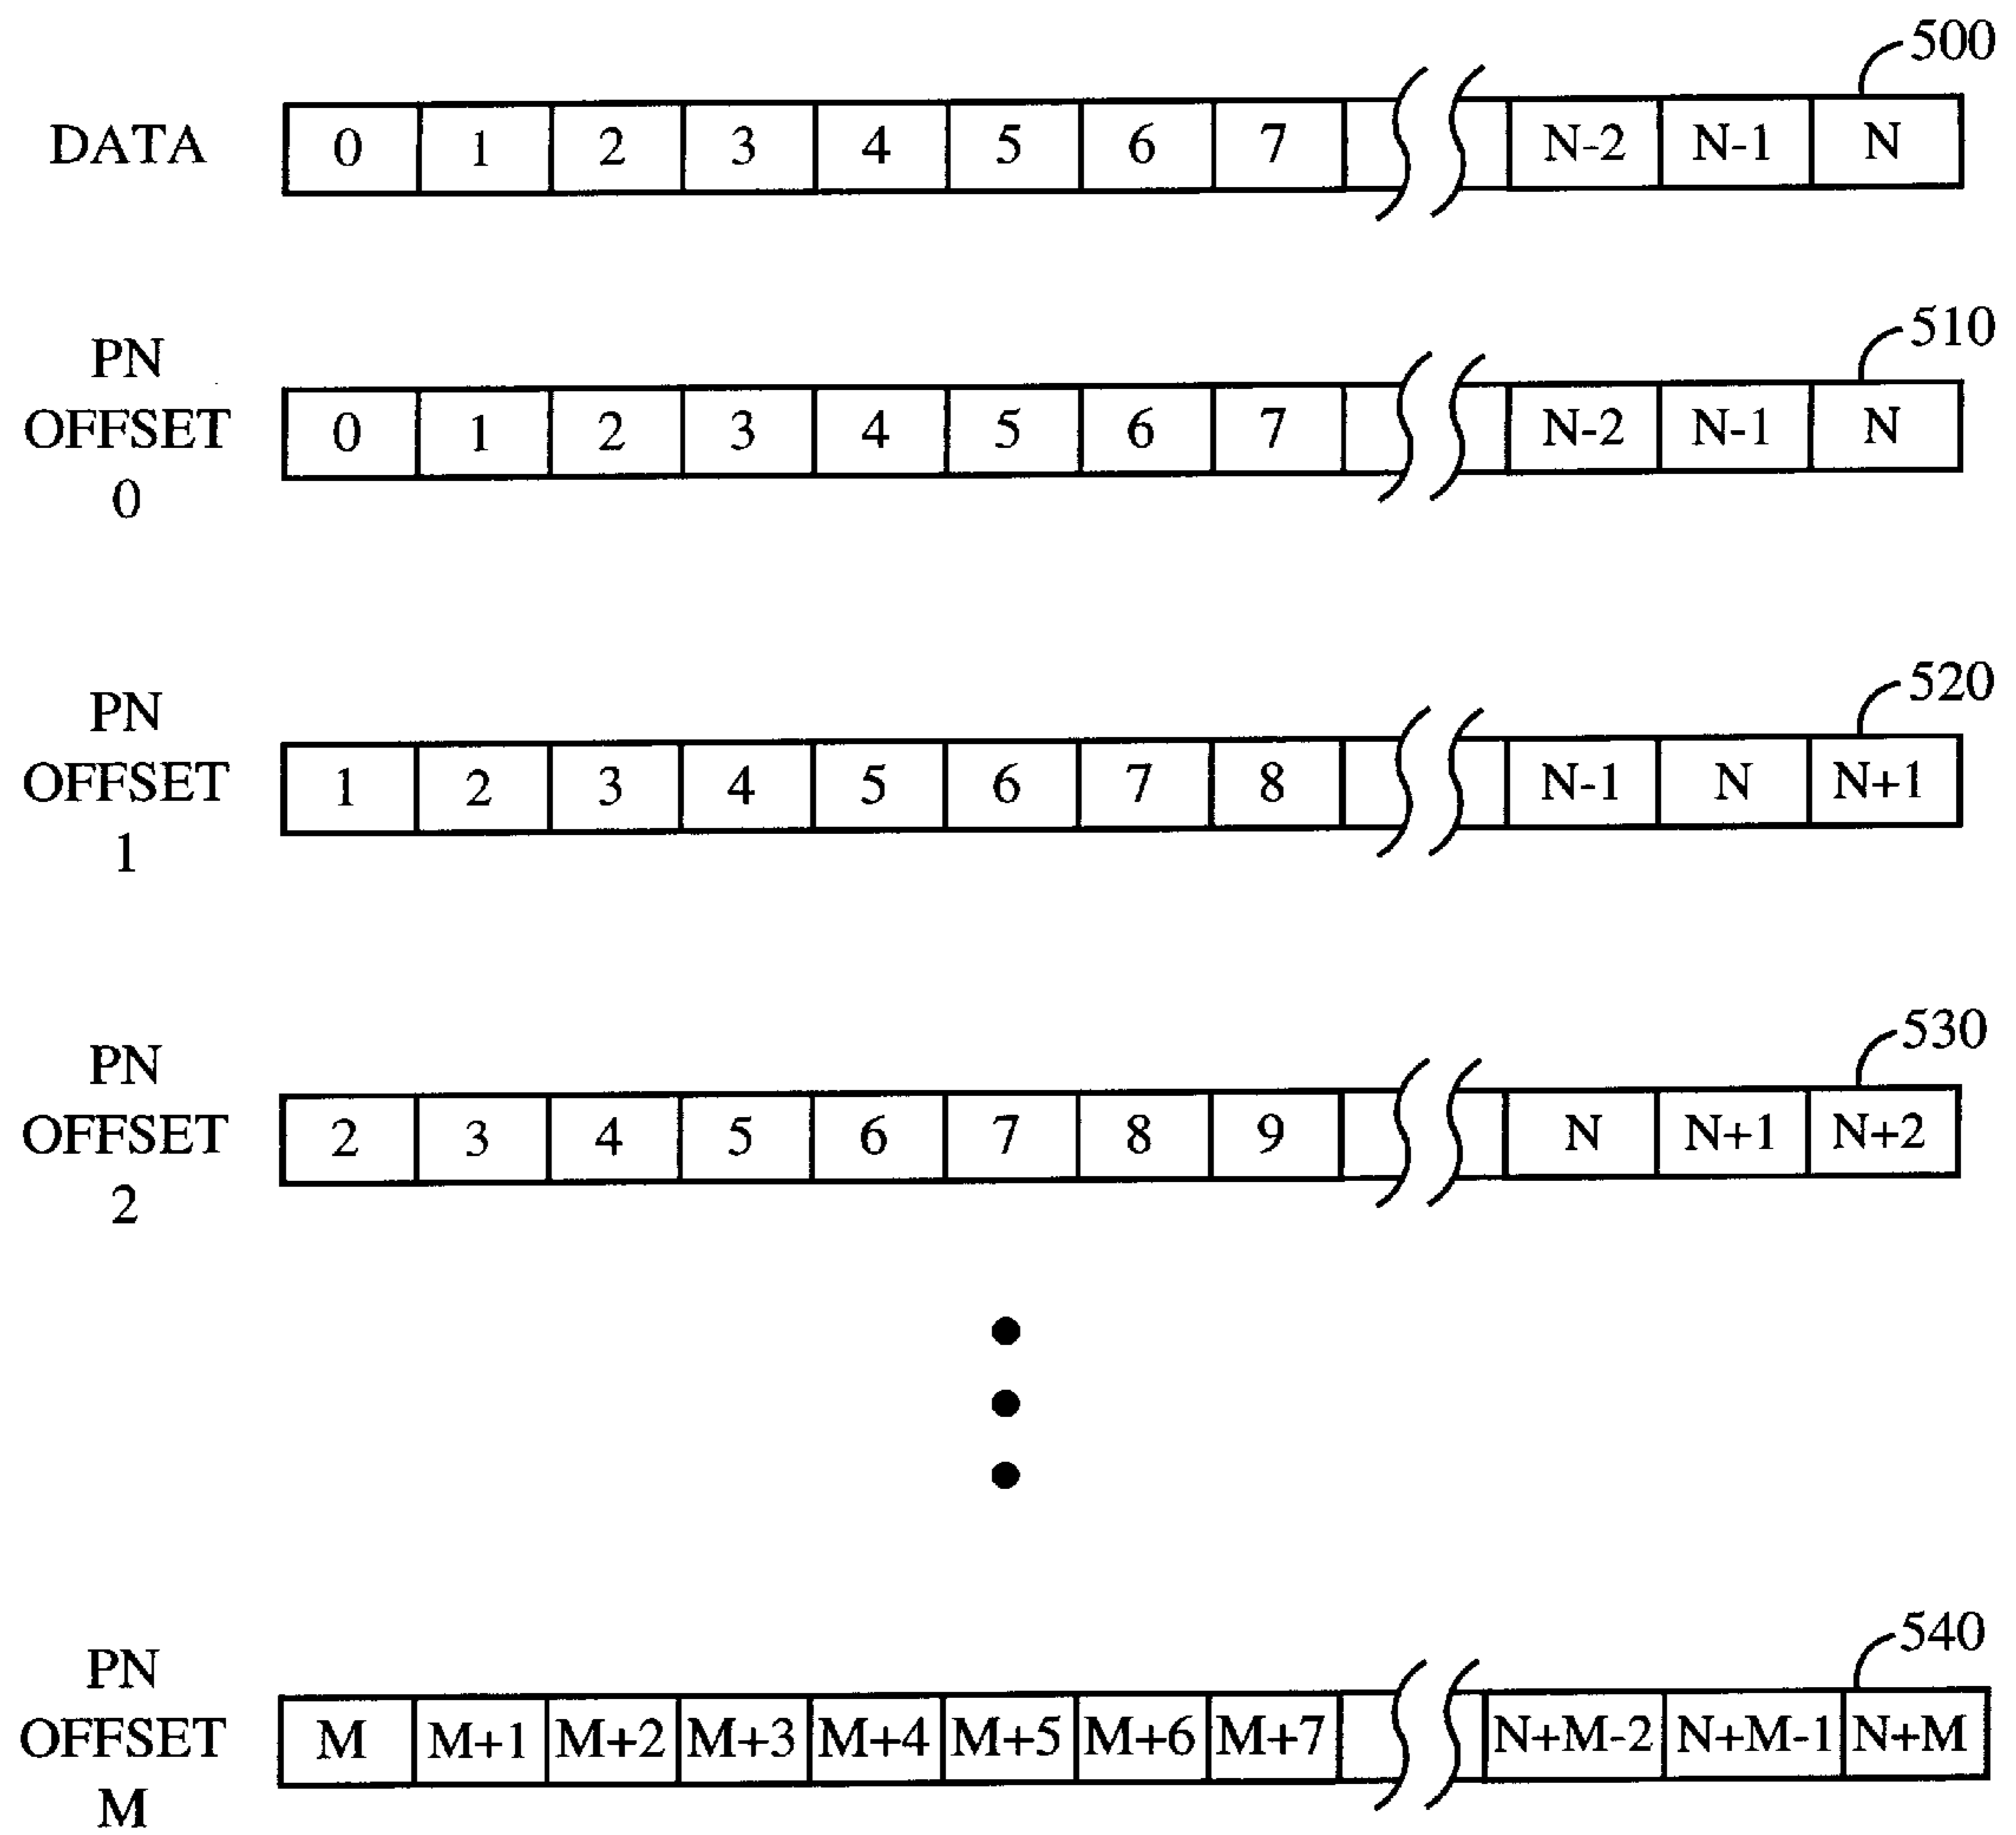 500
DATA 0 1 2 3 4 5 6 7 N-2 N-1 N
510
PN
OFFSET
0
0 1 2 3 4 5 6 7 N-2 N-1 N
520
PN
OFFSET
1
1 2 3 4 5 6 7 8 N-1 N N+1
530
PN
OFFSET
2
2 3 4 5 6 7 8 9 N N+1 N+2
540
PN
OFFSET
M
M M+1 M+2 M+3 M+4 M+5 M+6 M+7 N+M-2 N+M-1 N+M